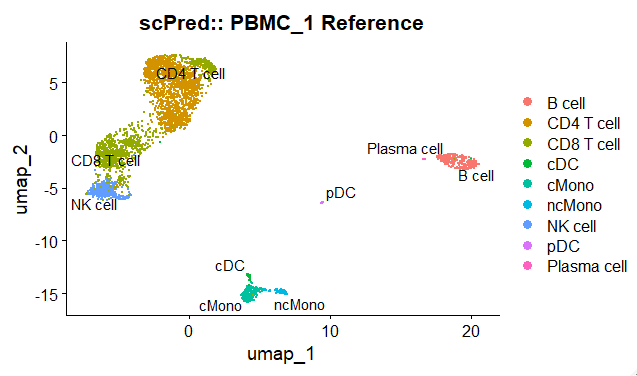 scPred:: PBMC_1 Reference
umap_2
5
0
-5
-10
-15
CD4 T cell
CD8 T cell
NK cell
Plasma cell
B cell
pDC
cDC
cMono
ncMono
0
10
20
umap_1
B cell
CD4 T cell
CD8 T cell
cDC
cMono
ncMono
NK cell
pDC
Plasma cell